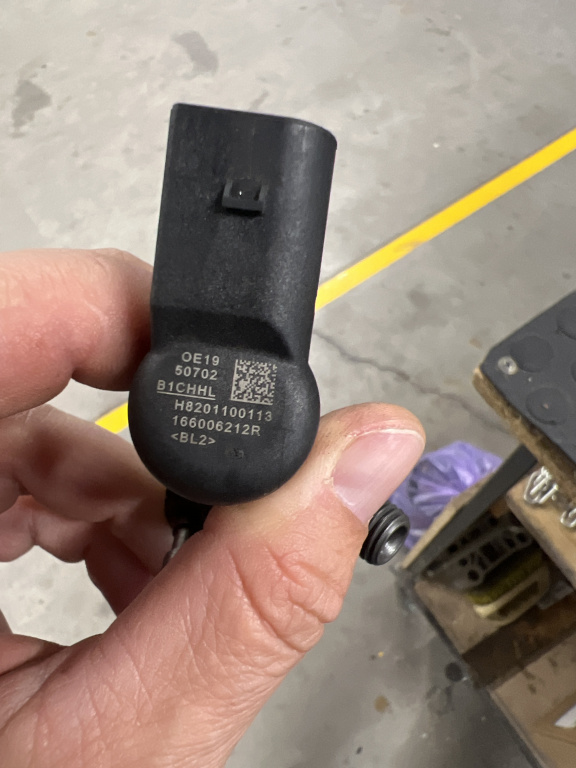 OE19
50702
B1CHHL
H8201100113
166006212R
<BL2>